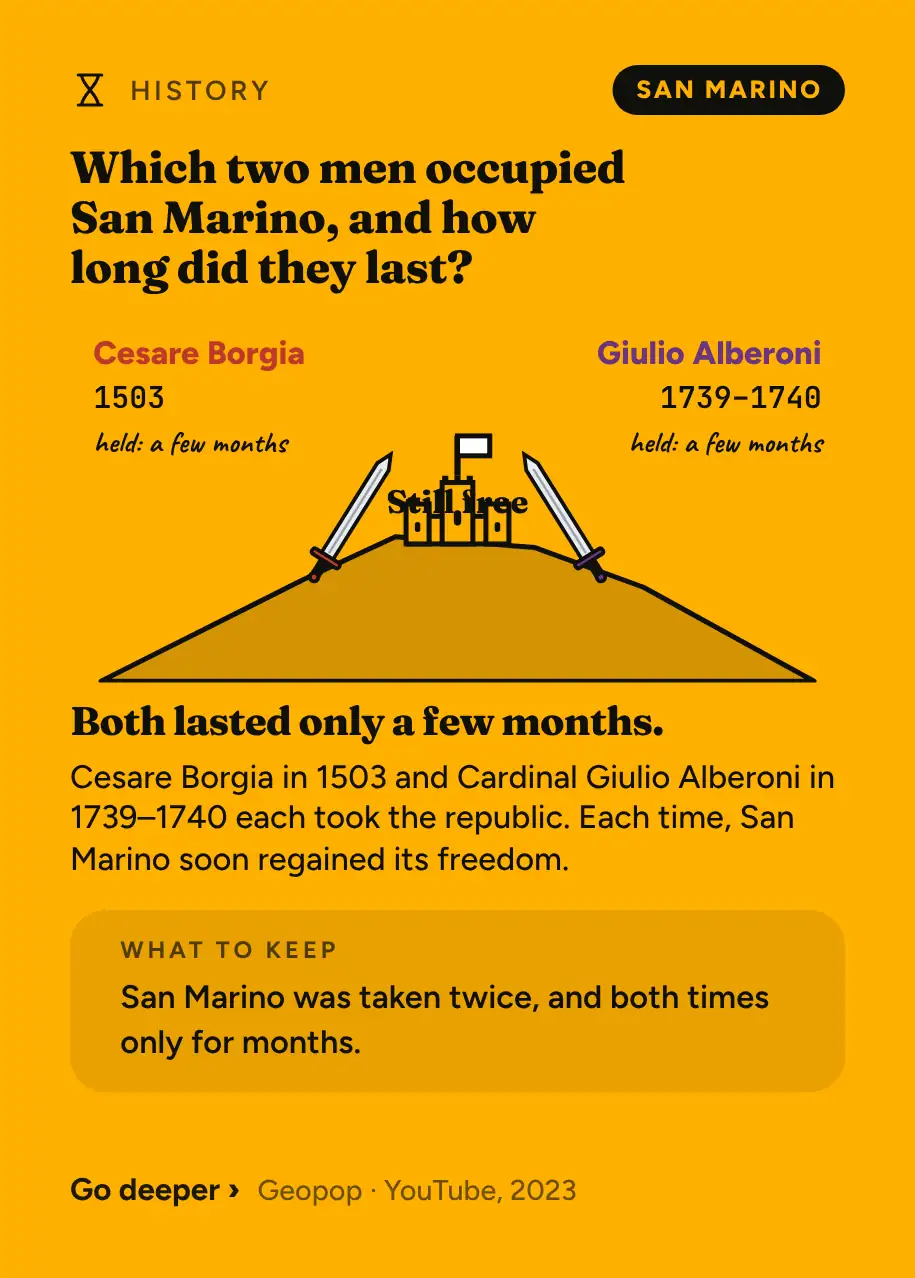 HISTORY
SAN MARINO
Which two men occupied
San Marino, and how
long did they last?
Cesare Borgia
1503
held: a few months
Giulio Alberoni
1739–1740
held: a few months
Still free
Both lasted only a few months.
Cesare Borgia in 1503 and Cardinal Giulio Alberoni in
1739–1740 each took the republic. Each time, San
Marino soon regained its freedom.
WHAT TO KEEP
San Marino was taken twice, and both times
only for months.
Go deeper › Geopop · YouTube, 2023